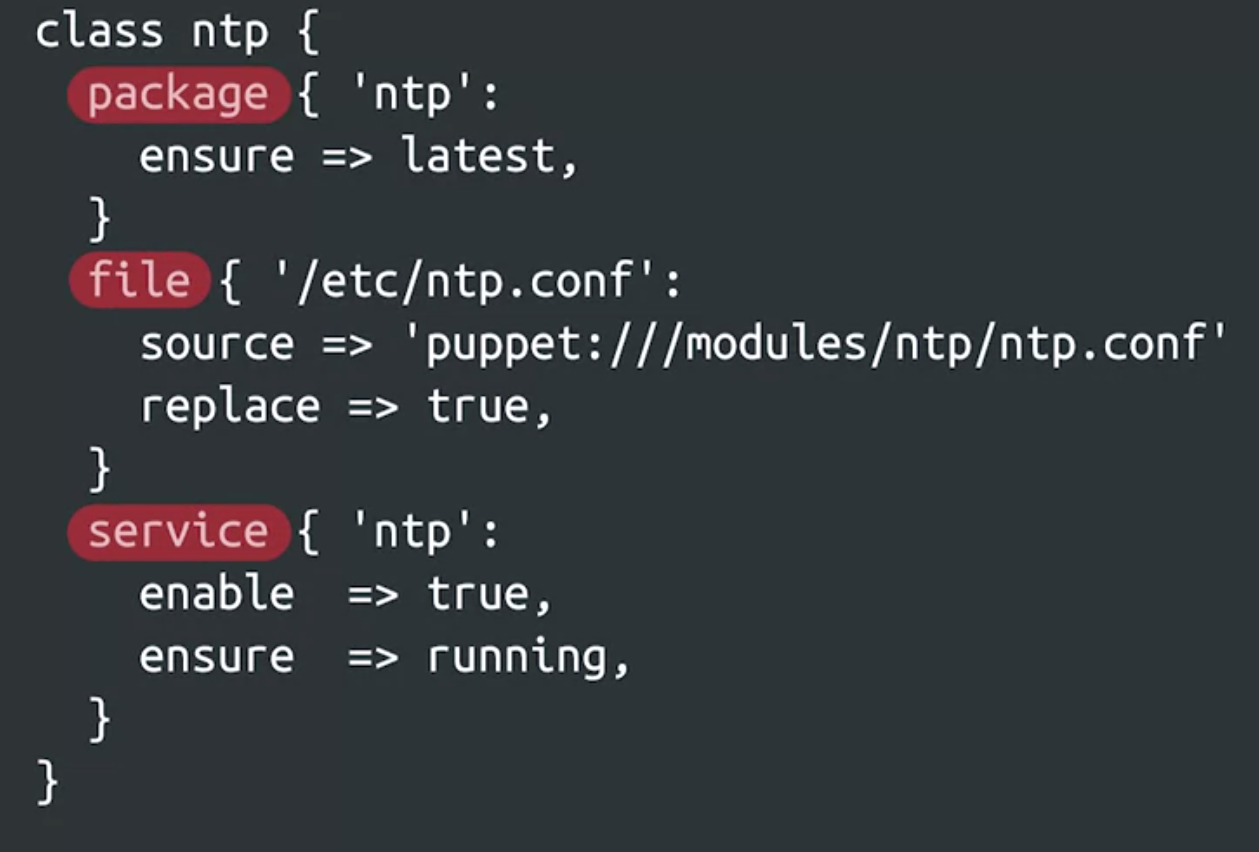 class ntp {
  package { 'ntp':
    ensure => latest,
  }
  file { '/etc/ntp.conf':
    source => 'puppet:///modules/ntp/ntp.conf'
    replace => true,
  }
  service { 'ntp':
    enable  => true,
    ensure  => running,
  }
}